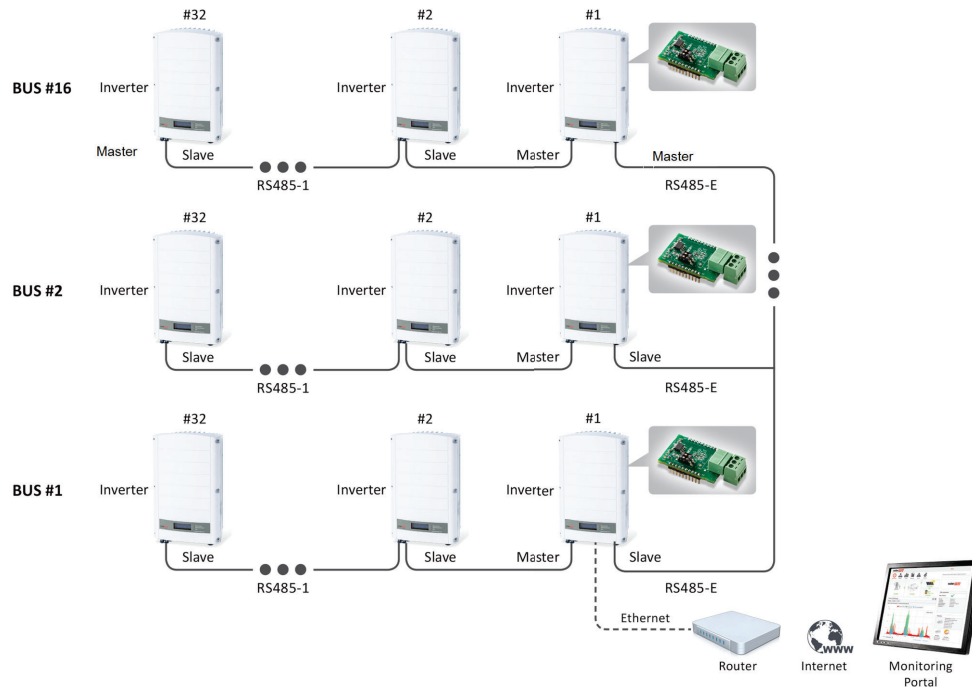 #32 #2 #1
BUS #16 Inverter Inverter Inverter
Master Slave Slave Master Master
RS485-1 RS485-E
#32 #2 #1
BUS #2 Inverter Inverter Inverter
Slave Slave Master Slave
RS485-1 RS485-E
#32 #2 #1
BUS #1 Inverter Inverter Inverter
Slave Slave Master Slave
RS485-1 RS485-E
Ethernet
WWW
Router Internet Monitoring
Portal